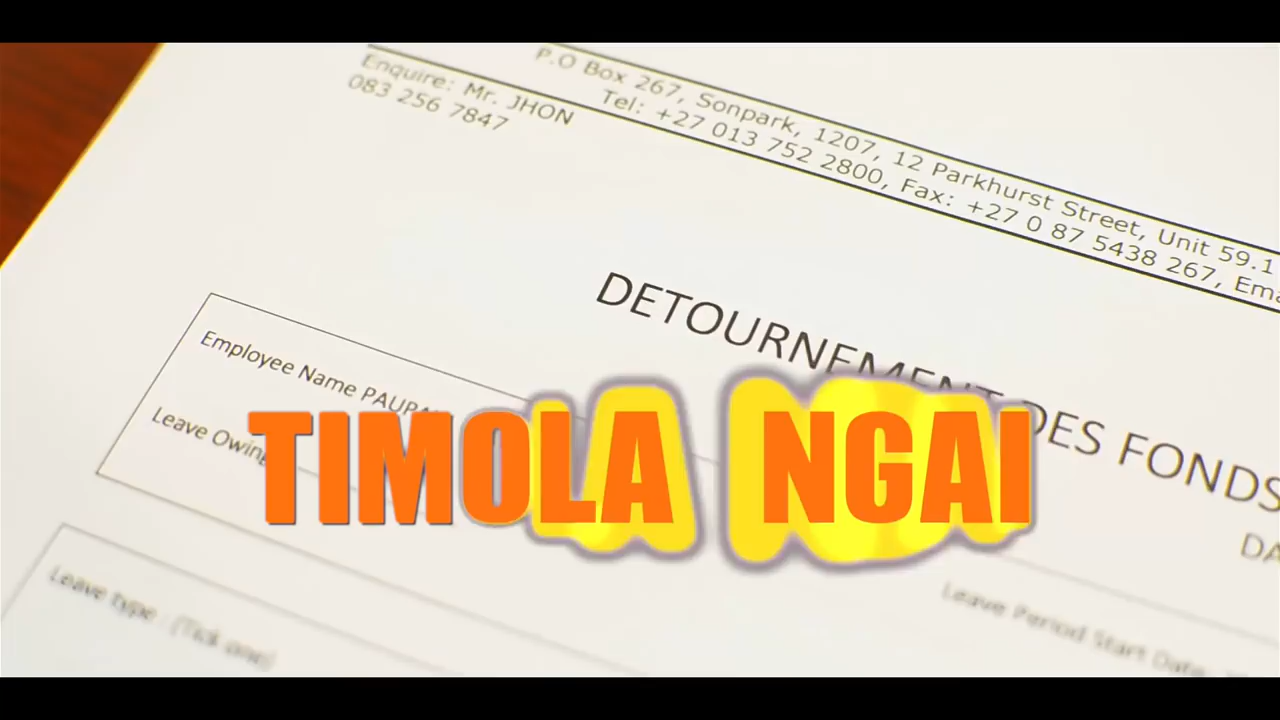 P.O Box 267, Sonpark, 1207, 12 Parkhurst Street, Unit 59.1
Enquire: Mr. JHON
Tel: +27 013 752 2800, Fax: +27 0 87 5438 267,
083 256 7847
DETOURNEMENT DES FONDS
Employee Name
Leave Owing
TIMOLA NGAI
Leave type : (Tick one)
Leave Period Start Date: